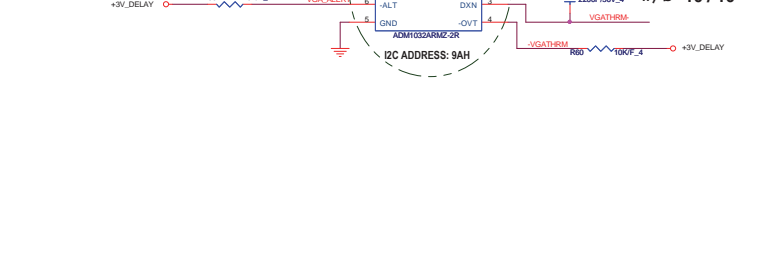 +3V_DELAY
6
-ALT
DXN
3
5
GND
-OVT
4
VGATHRM-
ADM1032ARMZ-2R
I2C ADDRESS: 9AH
-VGATHRM
R60
10K/F_4
+3V_DELAY